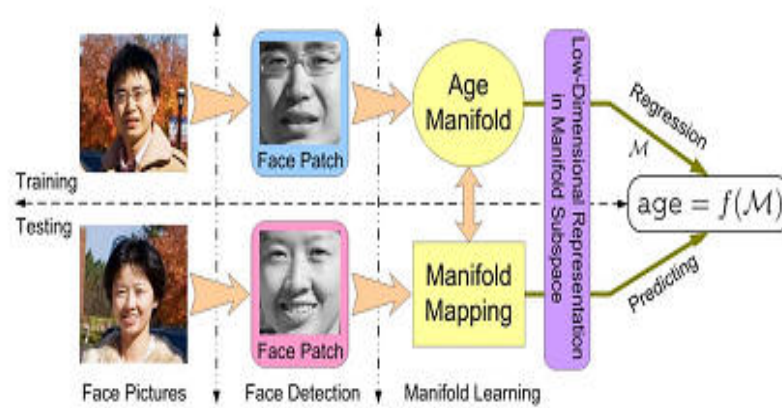 Face Patch
Age
Manifold
Low-Dimensional Representation
in Manifold Subspace
Regression
ℳ
Training
Testing
age = f(ℳ)
Face Patch
Manifold
Mapping
Predicting
Face Pictures
Face Detection
Manifold Learning